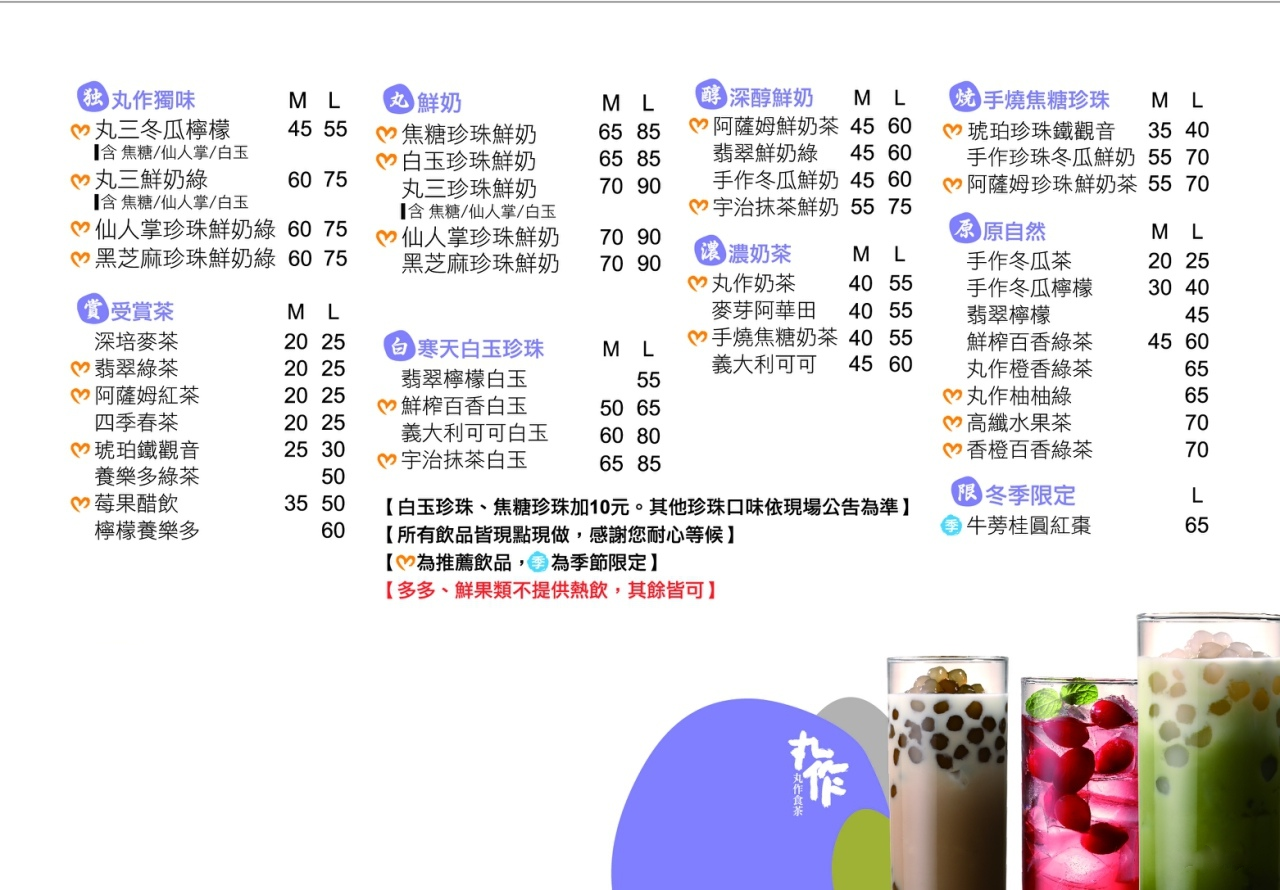 独 丸作獨味 M L
丸三冬瓜檸檬 45 55
含 焦糖/仙人掌/白玉
丸三鮮奶綠 60 75
含 焦糖/仙人掌/白玉
仙人掌珍珠鮮奶綠 60 75
黑芝麻珍珠鮮奶綠 60 75
賞 受賞茶 M L
深培麥茶 20 25
翡翠綠茶 20 25
阿薩姆紅茶 20 25
四季春茶 20 25
琥珀鐵觀音 25 30
養樂多綠茶 50
莓果醋飲 35 50
檸檬養樂多 60
丸 鮮奶 M L
焦糖珍珠鮮奶 65 85
白玉珍珠鮮奶 65 85
丸三珍珠鮮奶 70 90
含 焦糖/仙人掌/白玉
仙人掌珍珠鮮奶 70 90
黑芝麻珍珠鮮奶 70 90
白 寒天白玉珍珠 M L
翡翠檸檬白玉 55
鮮榨百香白玉 50 65
義大利可可白玉 60 80
宇治抹茶白玉 65 85
醇 深醇鮮奶 M L
阿薩姆鮮奶茶 45 60
翡翠鮮奶綠 45 60
手作冬瓜鮮奶 45 60
宇治抹茶鮮奶 55 75
濃 濃奶茶 M L
丸作奶茶 40 55
麥芽阿華田 40 55
手燒焦糖奶茶 40 55
義大利可可 45 60
焼 手燒焦糖珍珠 M L
琥珀珍珠鐵觀音 35 40
手作珍珠冬瓜鮮奶 55 70
阿薩姆珍珠鮮奶茶 55 70
原 原自然 M L
手作冬瓜茶 20 25
手作冬瓜檸檬 30 40
翡翠檸檬 45
鮮榨百香綠茶 45 60
丸作橙香綠茶 65
丸作柚柚綠 65
高纖水果茶 70
香橙百香綠茶 70
限 冬季限定 L
季 牛蒡桂圓紅棗 65
【白玉珍珠、焦糖珍珠加10元。其他珍珠口味依現場公告為準】
【所有飲品皆現點現做，感謝您耐心等候】
【為推薦飲品，季為季節限定】
【多多、鮮果類不提供熱飲，其餘皆可】
丸作
丸作食茶